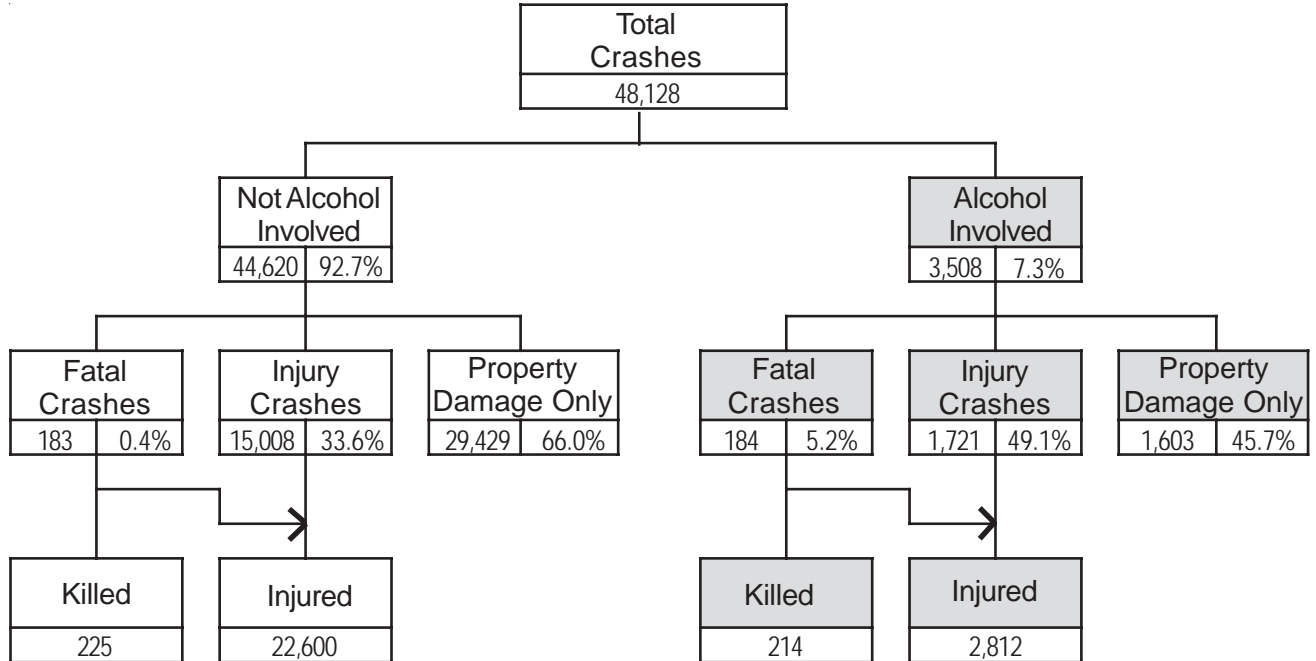 Total
Crashes
48,128
Not Alcohol
Involved
44,620 92.7%
Alcohol
Involved
3,508 7.3%
Fatal
Crashes
183 0.4%
Injury
Crashes
15,008 33.6%
Property
Damage Only
29,429 66.0%
Fatal
Crashes
184 5.2%
Injury
Crashes
1,721 49.1%
Property
Damage Only
1,603 45.7%
Killed
225
Injured
22,600
Killed
214
Injured
2,812